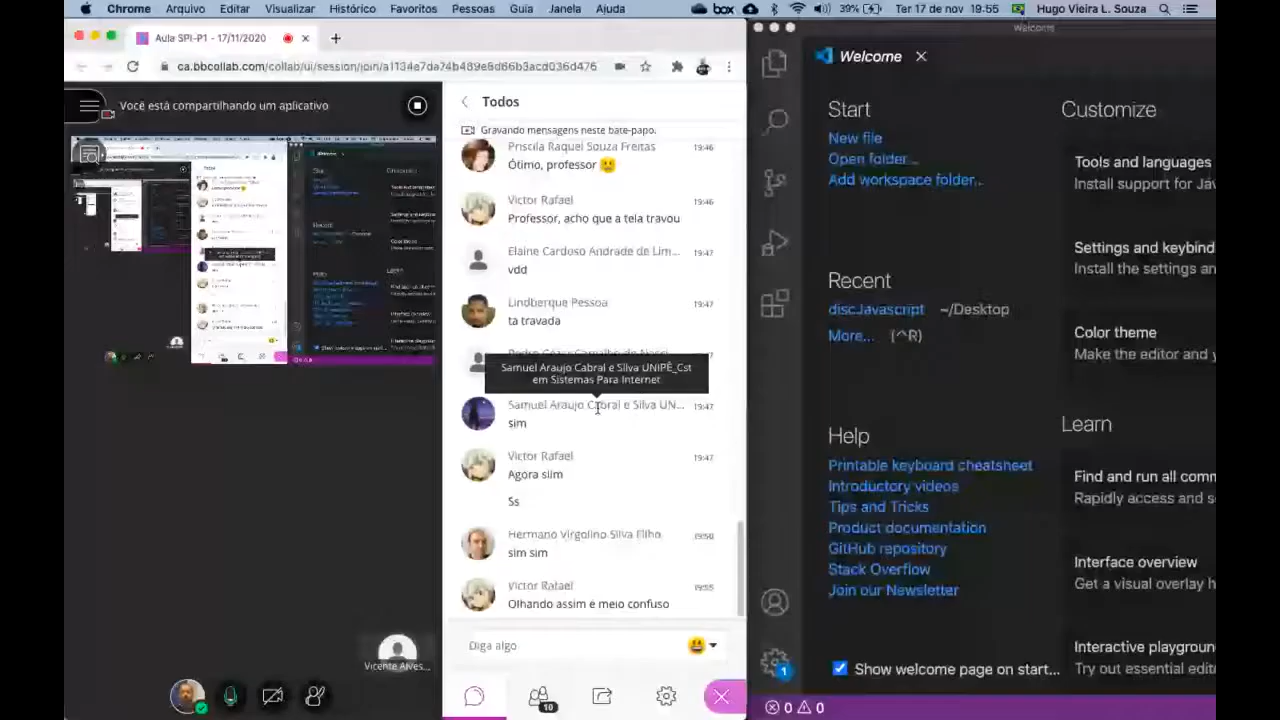 Chrome Arquivo Editar Visualizar Histórico Favoritos Pessoas Guia Janela Ajuda
box 39% Ter 17 de nov 19:55 Hugo Vieira L. Souza
Aula SPI-P1 - 17/11/2020
Welcome
Você está compartilhando um aplicativo
Todos
Gravando mensagens neste bate-papo.
Priscila Raquel Souza Freitas 19:46
Ótimo, professor
Victor Rafael 19:46
Professor, acho que a tela travou
Elaine Cardoso Andrade de Lim... 19:47
vdd
Lindberque Pessoa 19:47
tá travada
Samuel Araujo Cabral e Silva UNIPÊ_Cst
em Sistemas Para Internet
Samuel Araujo Cabral e Silva UN... 19:47
sim
Victor Rafael 19:47
Agora siim
Ss
Hermano Virgolino Silva Filho 19:50
sim sim
Victor Rafael 19:55
Olhando assim é meio confuso
Diga algo
10
Vicente Alves...
Welcome
Start
New file
Open folder...
Add workspace folder...
Recent
disc.javascript ~/Desktop
More... (^R)
Help
Printable keyboard cheatsheet
Introductory videos
Tips and Tricks
Product documentation
GitHub repository
Stack Overflow
Join our Newsletter
Show welcome page on start...
Customize
Tools and languages
Install support for Jav
Settings and keybind
Install the settings an
Color theme
Make the editor and y
Learn
Find and run all comm
Rapidly access and se
Interface overview
Get a visual overlay h
Interactive playgroun
Try out essential edit
1
0 0